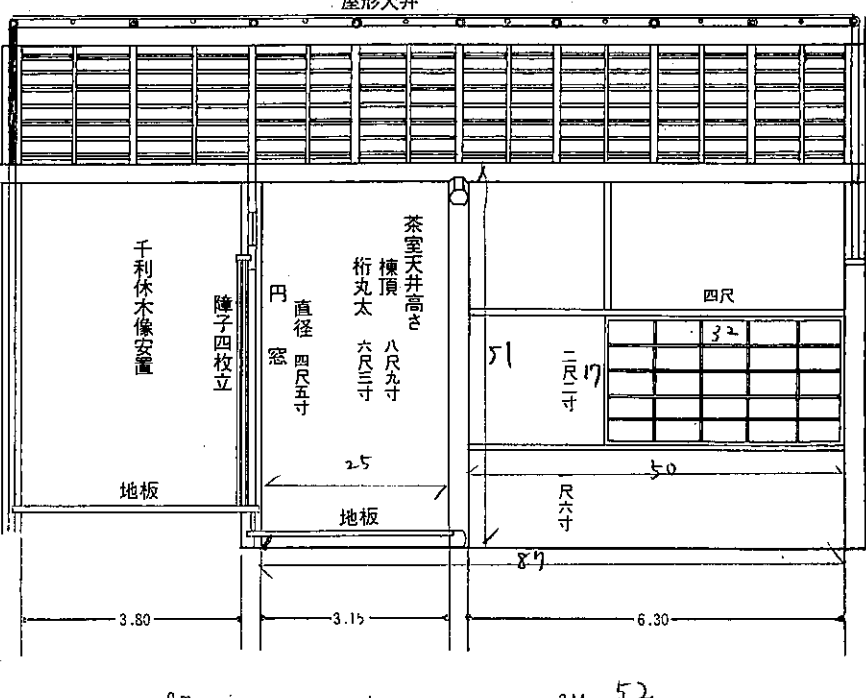 屋形天井
千利休木像安置
障子四枚立
地板
円窓
直径 四尺五寸
茶室天井高さ
棟頂 八尺九寸
桁丸太 六尺三寸
25
地板
四尺
32
51
二尺二寸
17
50
尺六寸
87
3.80
3.15
6.30
52